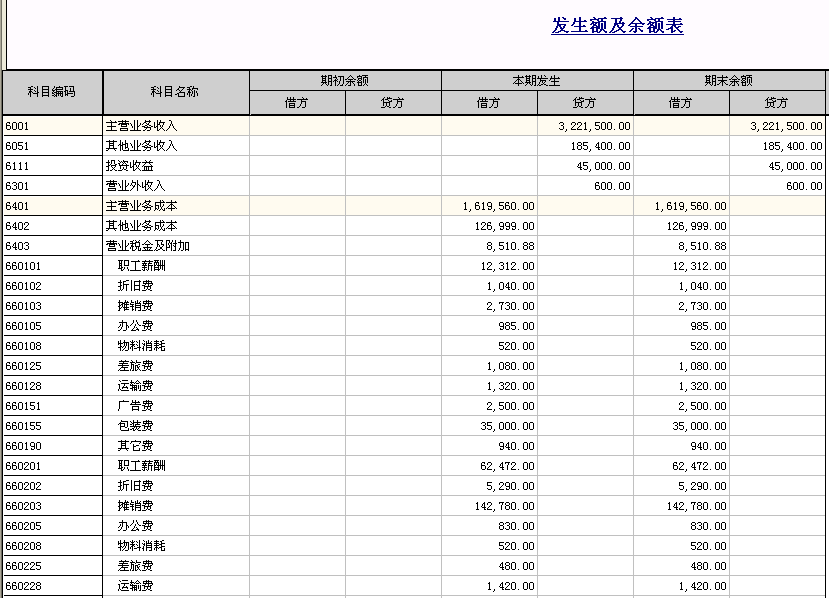 发生额及余额表
科目编码 科目名称 期初余额 本期发生 期末余额
借方 贷方 借方 贷方 借方 贷方
6001 主营业务收入 3,221,500.00 3,221,500.00
6051 其他业务收入 185,400.00 185,400.00
6111 投资收益 45,000.00 45,000.00
6301 营业外收入 600.00 600.00
6401 主营业务成本 1,619,560.00 1,619,560.00
6402 其他业务成本 126,999.00 126,999.00
6403 营业税金及附加 8,510.88 8,510.88
660101 职工薪酬 12,312.00 12,312.00
660102 折旧费 1,040.00 1,040.00
660103 摊销费 2,730.00 2,730.00
660105 办公费 985.00 985.00
660108 物料消耗 520.00 520.00
660125 差旅费 1,080.00 1,080.00
660128 运输费 1,320.00 1,320.00
660151 广告费 2,500.00 2,500.00
660155 包装费 35,000.00 35,000.00
660190 其它费 940.00 940.00
660201 职工薪酬 62,472.00 62,472.00
660202 折旧费 5,290.00 5,290.00
660203 摊销费 142,780.00 142,780.00
660205 办公费 830.00 830.00
660208 物料消耗 520.00 520.00
660225 差旅费 480.00 480.00
660228 运输费 1,420.00 1,420.00